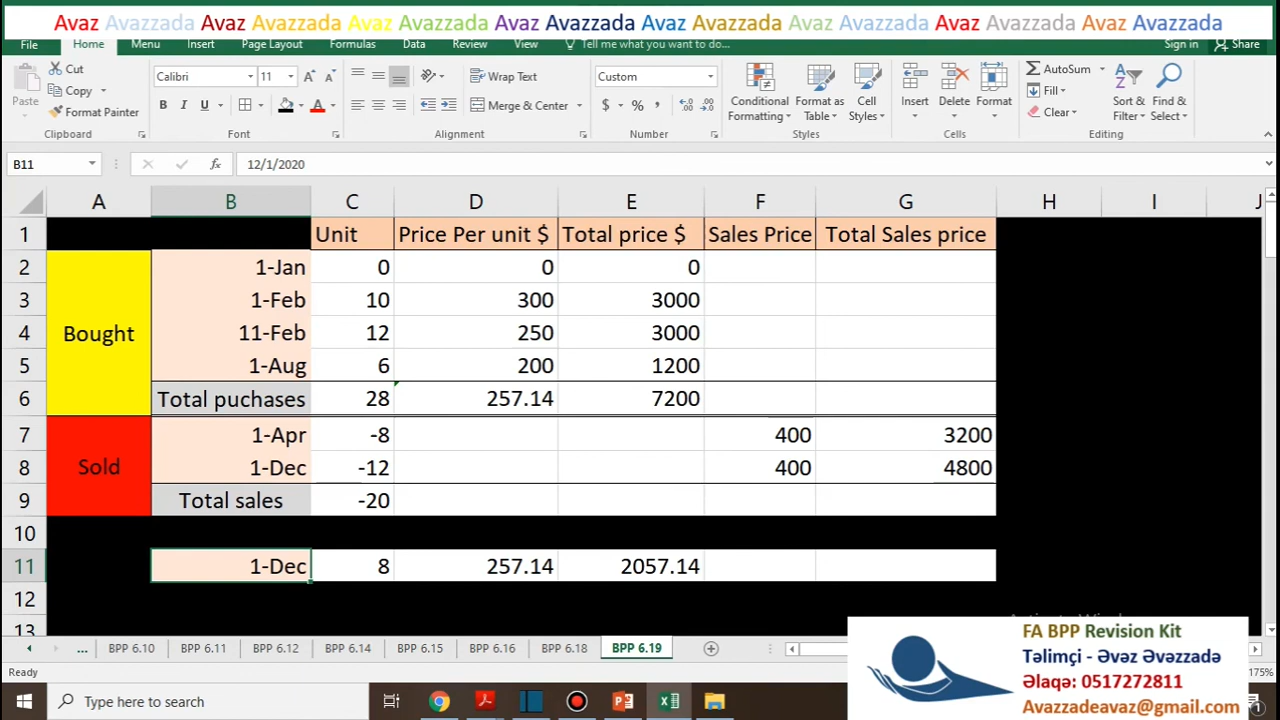 Avaz Avazzada Avaz Avazzada Avaz Avazzada Avaz Avazzada Avaz Avazzada Avaz Avazzada Avaz Avazzada Avaz Avazzada
File Home Menu Insert Page Layout Formulas Data Review View Tell me what you want to do... Sign in Share
Paste Cut Copy Format Painter
Calibri 11
B I U A
Wrap Text
Merge & Center
Custom
$ % ,
Conditional Formatting
Format as Table
Cell Styles
Insert Delete Format
AutoSum
Fill
Clear
Sort & Filter
Find & Select
Clipboard Font Alignment Number Styles Cells Editing
B11 fx 12/1/2020
A B C D E F G H I J
1 Unit Price Per unit $ Total price $ Sales Price Total Sales price
2 1-Jan 0 0 0
3 1-Feb 10 300 3000
Bought
4 11-Feb 12 250 3000
5 1-Aug 6 200 1200
6 Total puchases 28 257.14 7200
7 1-Apr -8 400 3200
Sold
8 1-Dec -12 400 4800
9 Total sales -20
10
11 1-Dec 8 257.14 2057.14
12
13
... BPP 6.10 BPP 6.11 BPP 6.12 BPP 6.14 BPP 6.15 BPP 6.16 BPP 6.18 BPP 6.19
Ready 175%
FA BPP Revision Kit
Təlimçi - Əvəz Əvəzzadə
Əlaqə: 0517272811
Avazzadeavaz@gmail.com
Type here to search